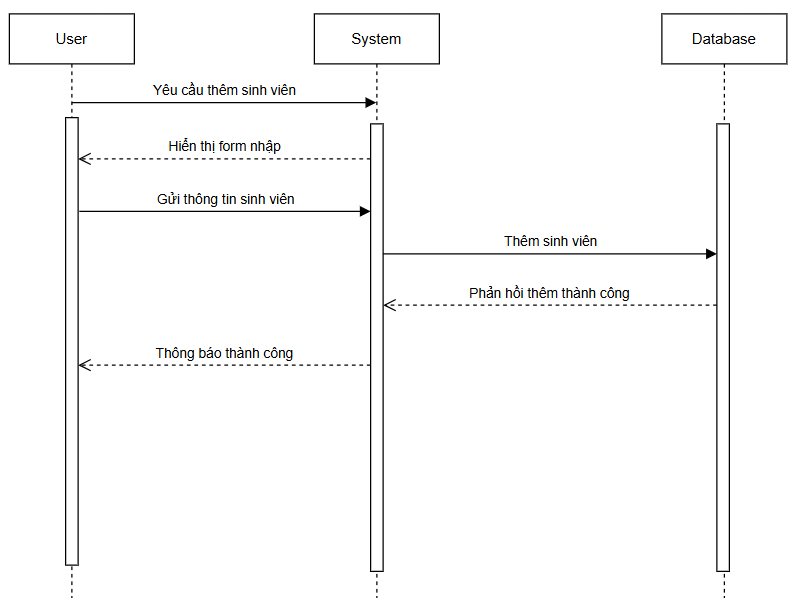 User
System
Database
Yêu cầu thêm sinh viên
Hiển thị form nhập
Gửi thông tin sinh viên
Thêm sinh viên
Phản hồi thêm thành công
Thông báo thành công